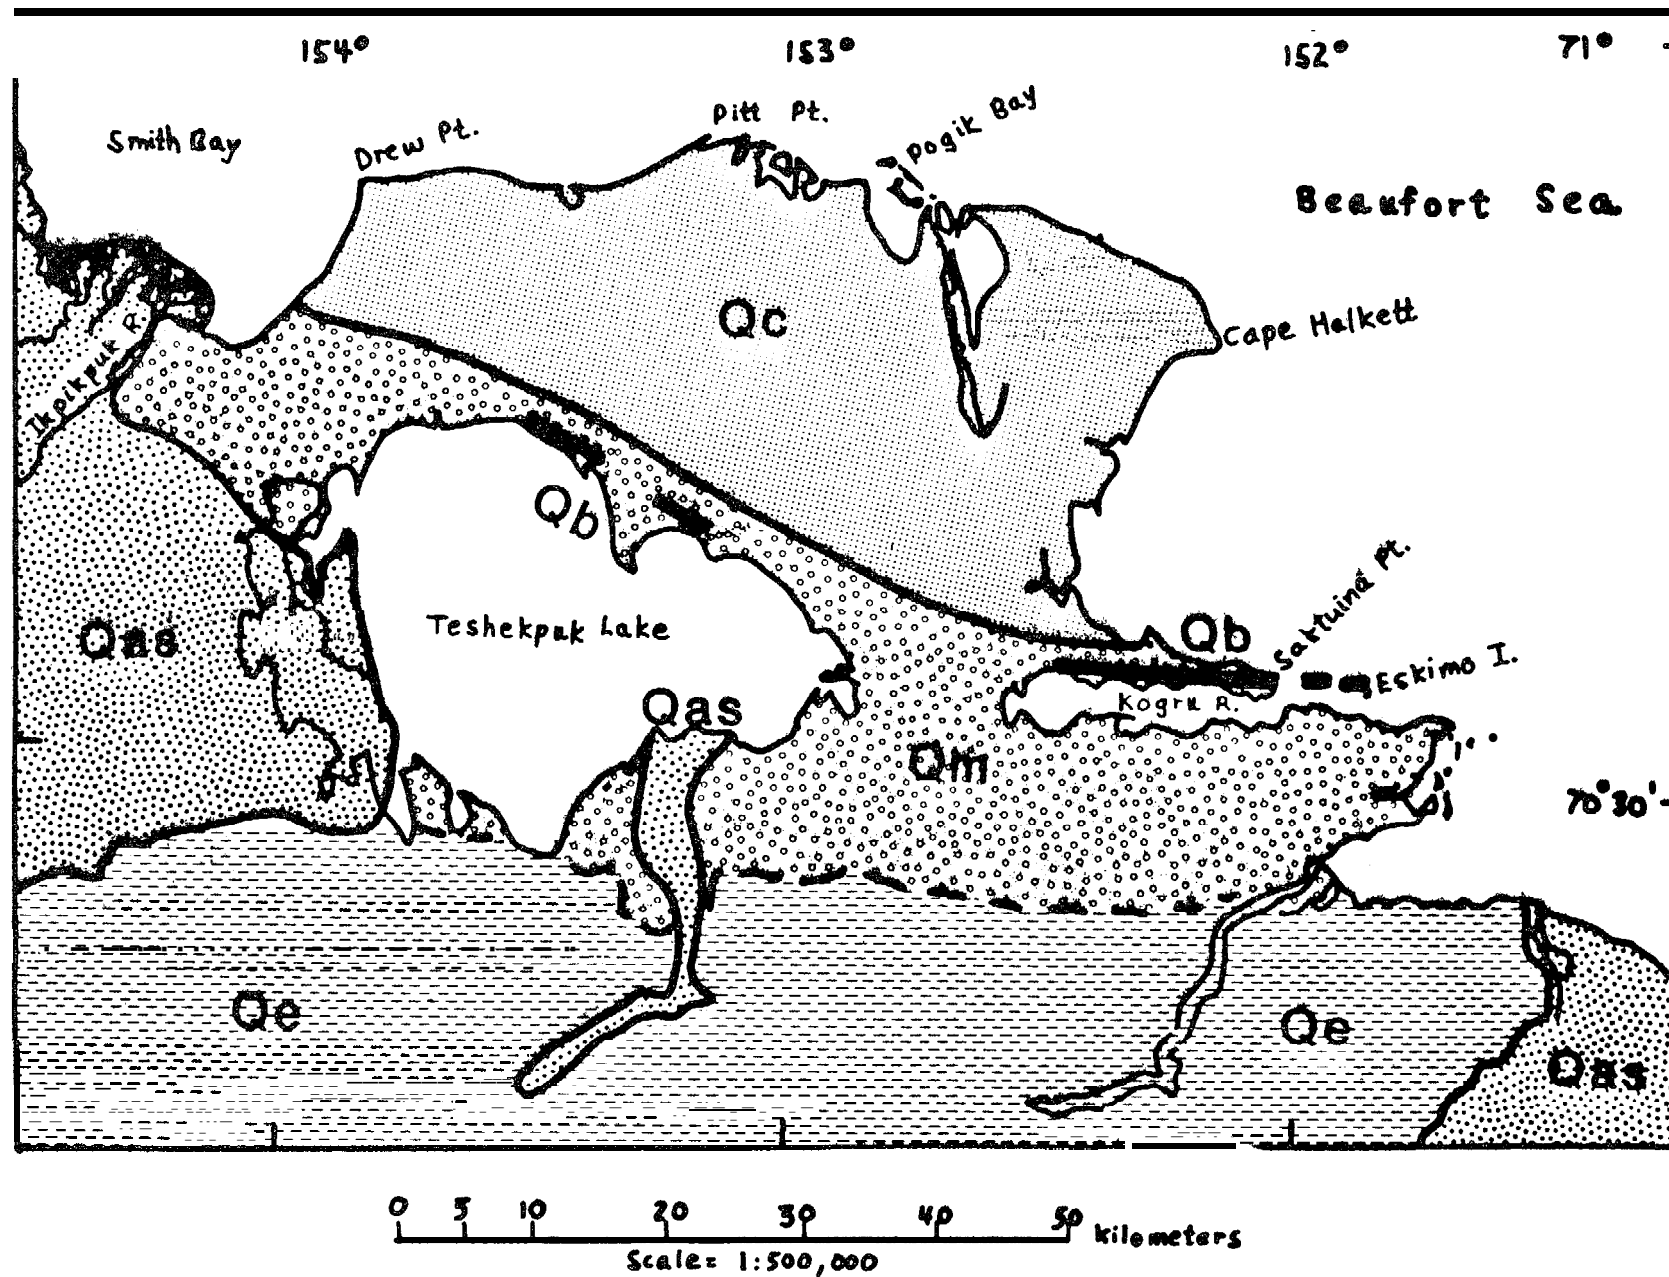 154° 153° 152° 71°
Pitt Pt.
Pogik Bay
Smith Bay
Drew Pt.
Beaufort Sea
Qc
Cape Halkett
Ikpikpuk R.
Qb
Saktuina Pt.
Teshekpuk Lake
Qas
Qb
Eskimo I.
Qas
Kogru R.
Qm
70°30'
Qe
Qe
Qas
0 5 10 20 30 40 50 kilometers
Scale= 1:500,000